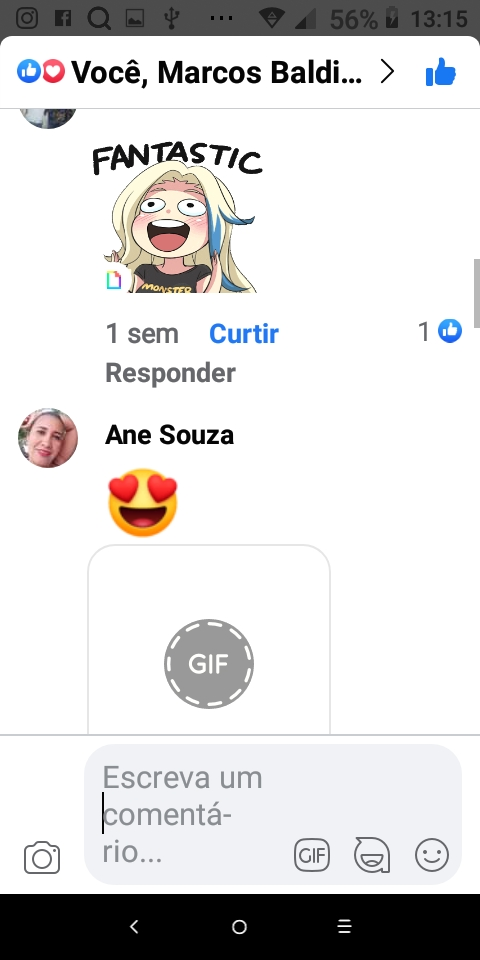 56% 13:15
Você, Marcos Baldi...
FANTASTIC
MONSTER
1 sem Curtir 1
Responder
Ane Souza
GIF
Escreva um
comentá-
rio...
GIF